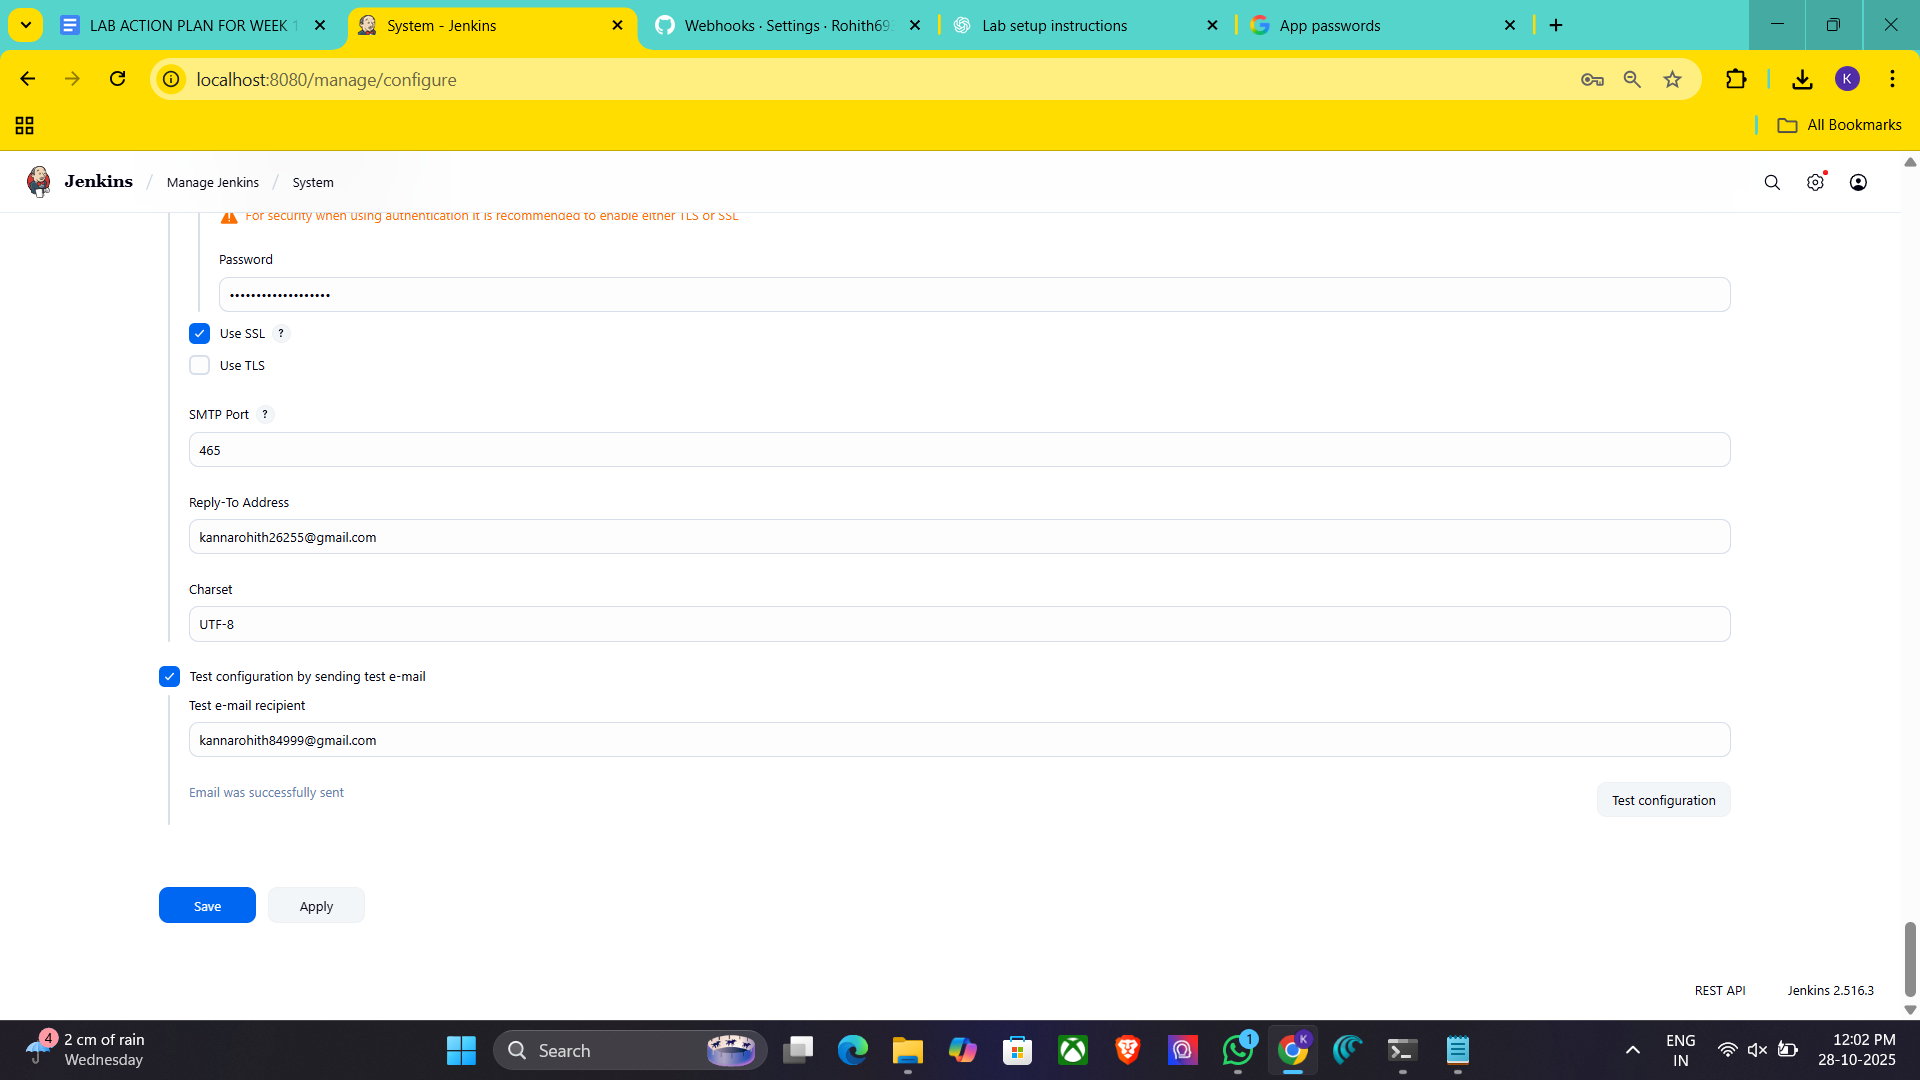 LAB ACTION PLAN FOR WEEK 1
System - Jenkins
Webhooks · Settings · Rohith69
Lab setup instructions
App passwords
localhost:8080/manage/configure
K
All Bookmarks
Jenkins / Manage Jenkins / System
For security when using authentication it is recommended to enable either TLS or SSL
Password
•••••••••••••••••••
Use SSL ?
Use TLS
SMTP Port ?
465
Reply-To Address
kannarohith26255@gmail.com
Charset
UTF-8
Test configuration by sending test e-mail
Test e-mail recipient
kannarohith84999@gmail.com
Email was successfully sent
Test configuration
Save
Apply
REST API
Jenkins 2.516.3
4
2 cm of rain
Wednesday
Search
1
K
ENG
IN
12:02 PM
28-10-2025